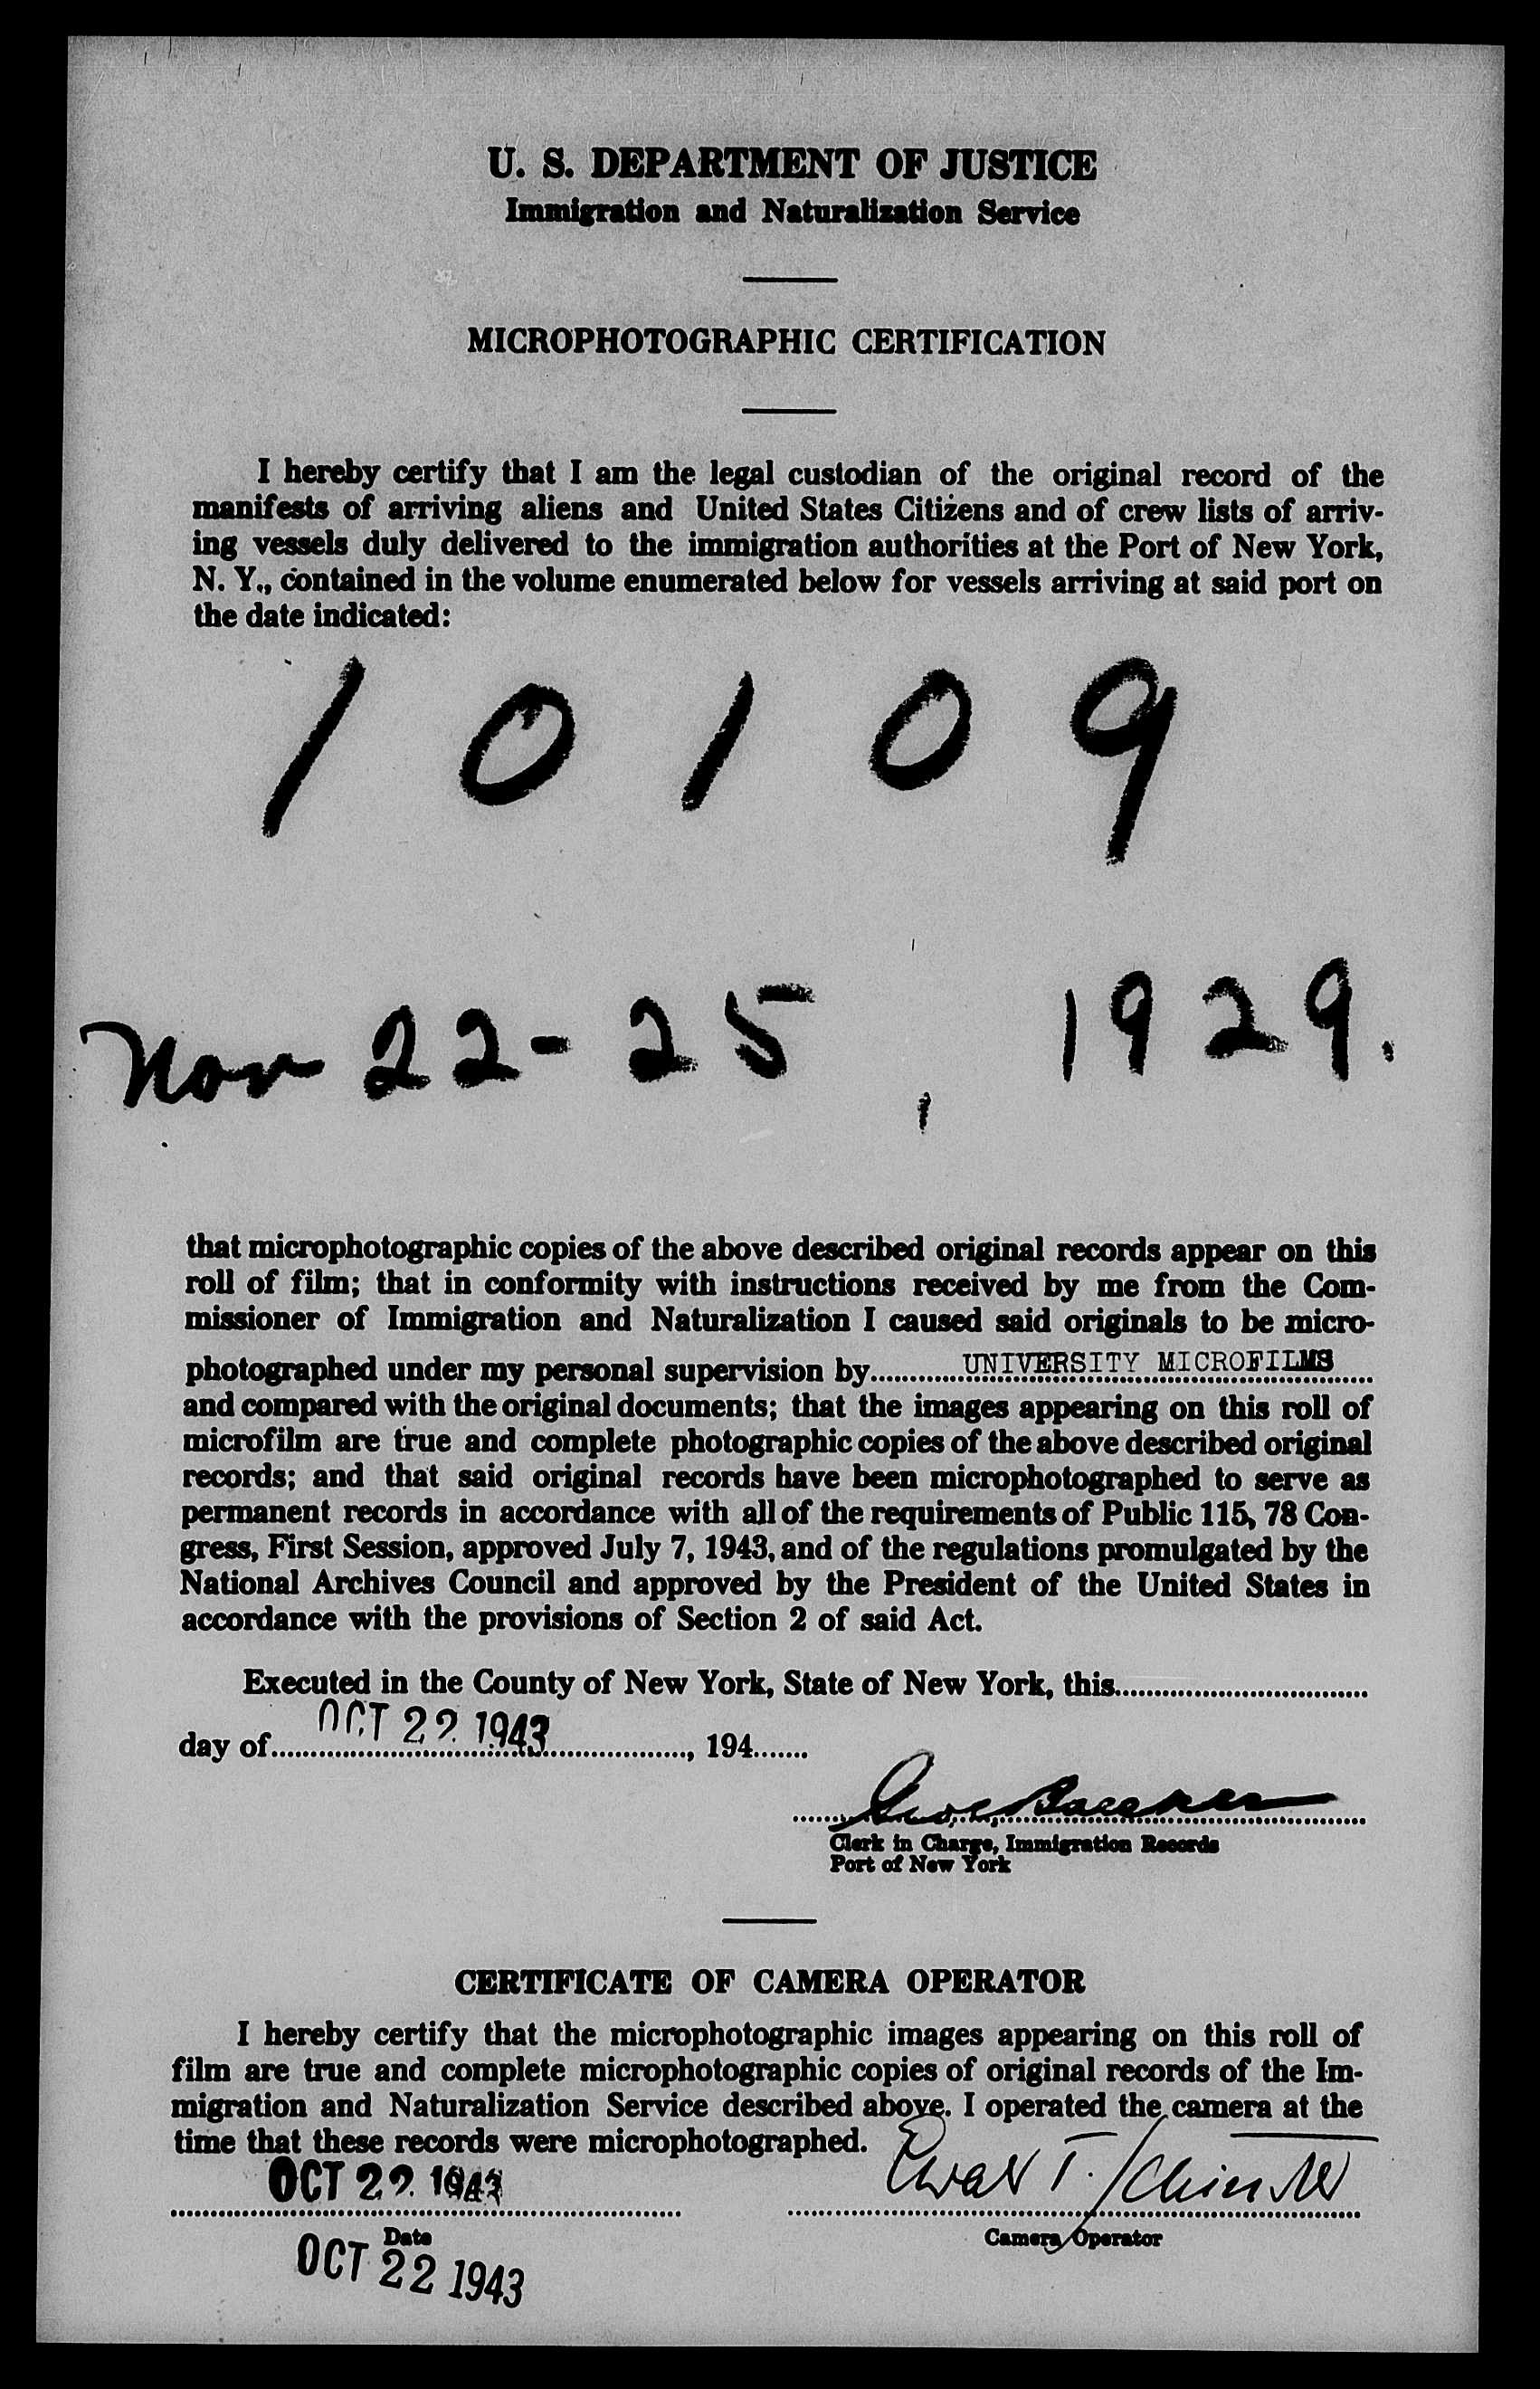 U. S. DEPARTMENT OF JUSTICE
Immigration and Naturalization Service
MICROPHOTOGRAPHIC CERTIFICATION
I hereby certify that I am the legal custodian of the original record of the
manifests of arriving aliens and United States Citizens and of crew lists of arriv-
ing vessels duly delivered to the immigration authorities at the Port of New York,
N. Y., contained in the volume enumerated below for vessels arriving at said port on
the date indicated:
10109
Nov 22-25, 1929.
that microphotographic copies of the above described original records appear on this
roll of film; that in conformity with instructions received by me from the Com-
missioner of Immigration and Naturalization I caused said originals to be micro-
photographed under my personal supervision by UNIVERSITY MICROFILMS
and compared with the original documents; that the images appearing on this roll of
microfilm are true and complete photographic copies of the above described original
records; and that said original records have been microphotographed to serve as
permanent records in accordance with all of the requirements of Public 115, 78 Con-
gress, First Session, approved July 7, 1943, and of the regulations promulgated by the
National Archives Council and approved by the President of the United States in
accordance with the provisions of Section 2 of said Act.
Executed in the County of New York, State of New York, this
day of OCT 22 1943, 194
Clerk in Charge, Immigration Records
Port of New York
CERTIFICATE OF CAMERA OPERATOR
I hereby certify that the microphotographic images appearing on this roll of
film are true and complete microphotographic copies of original records of the Im-
migration and Naturalization Service described above. I operated the camera at the
time that these records were microphotographed.
OCT 22 1943
Date
Camera Operator
OCT 22 1943